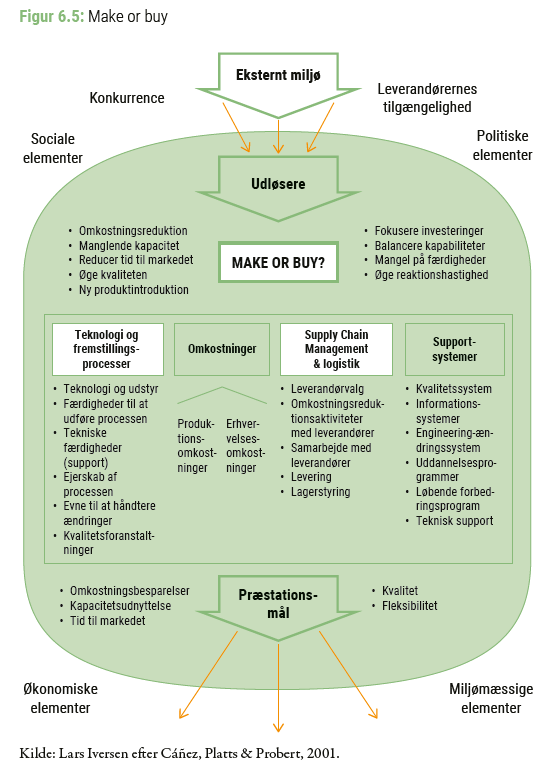 Figur 6.5: Make or buy
Eksternt miljø
Konkurrence
Leverandørernes
tilgængelighed
Sociale
elementer
Politiske
elementer
Udløsere
• Omkostningsreduktion
• Manglende kapacitet
• Reducer tid til markedet
• Øge kvaliteten
• Ny produktintroduktion
MAKE OR BUY?
• Fokusere investeringer
• Balancere kapabiliteter
• Mangel på færdigheder
• Øge reaktionshastighed
Teknologi og
fremstillings-
processer
• Teknologi og udstyr
• Færdigheder til at
udføre processen
• Tekniske
færdigheder
(support)
• Ejerskab af
processen
• Evne til at håndtere
ændringer
• Kvalitetsforanstalt-
ninger
Omkostninger
Produk-
tions-
omkost-
ninger
Erhver-
velses-
omkost-
ninger
Supply Chain
Management
& logistik
• Leverandørvalg
• Omkostningsreduk-
tionsaktiviteter
med leverandører
• Samarbejde med
leverandører
• Levering
• Lagerstyring
Support-
systemer
• Kvalitetssystem
• Informations-
systemer
• Engineering-æn-
dringssystem
• Uddannelsespro-
grammer
• Løbende forbed-
ringsprogram
• Teknisk support
• Omkostningsbesparelser
• Kapacitetsudnyttelse
• Tid til markedet
Præstations-
mål
• Kvalitet
• Fleksibilitet
Økonomiske
elementer
Miljømæssige
elementer
Kilde: Lars Iversen efter Cáñez, Platts & Probert, 2001.